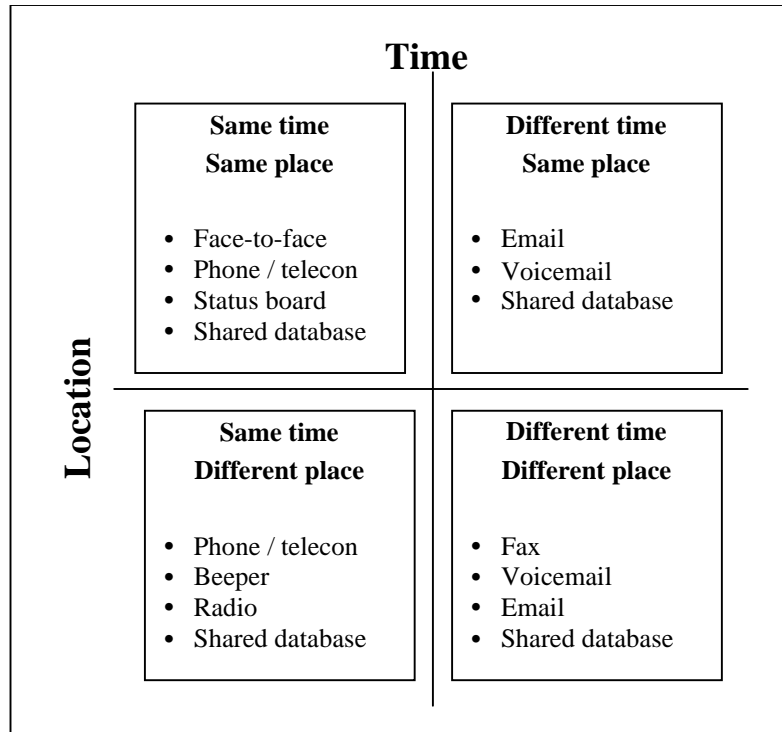 Time
Same time
Same place
• Face-to-face
• Phone / telecon
• Status board
• Shared database
Different time
Same place
• Email
• Voicemail
• Shared database
Location
Same time
Different place
• Phone / telecon
• Beeper
• Radio
• Shared database
Different time
Different place
• Fax
• Voicemail
• Email
• Shared database